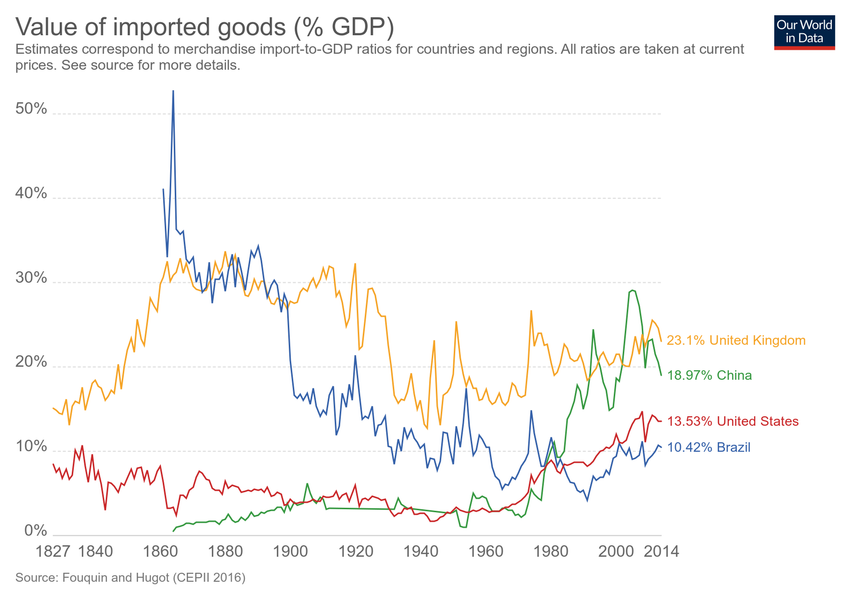 Value of imported goods (% GDP)
Our World
in Data
Estimates correspond to merchandise import-to-GDP ratios for countries and regions. All ratios are taken at current
prices. See source for more details.
50%
40%
30%
20%
10%
0%
23.1% United Kingdom
18.97% China
13.53% United States
10.42% Brazil
1827 1840 1860 1880 1900 1920 1940 1960 1980 2000 2014
Source: Fouquin and Hugot (CEPII 2016)